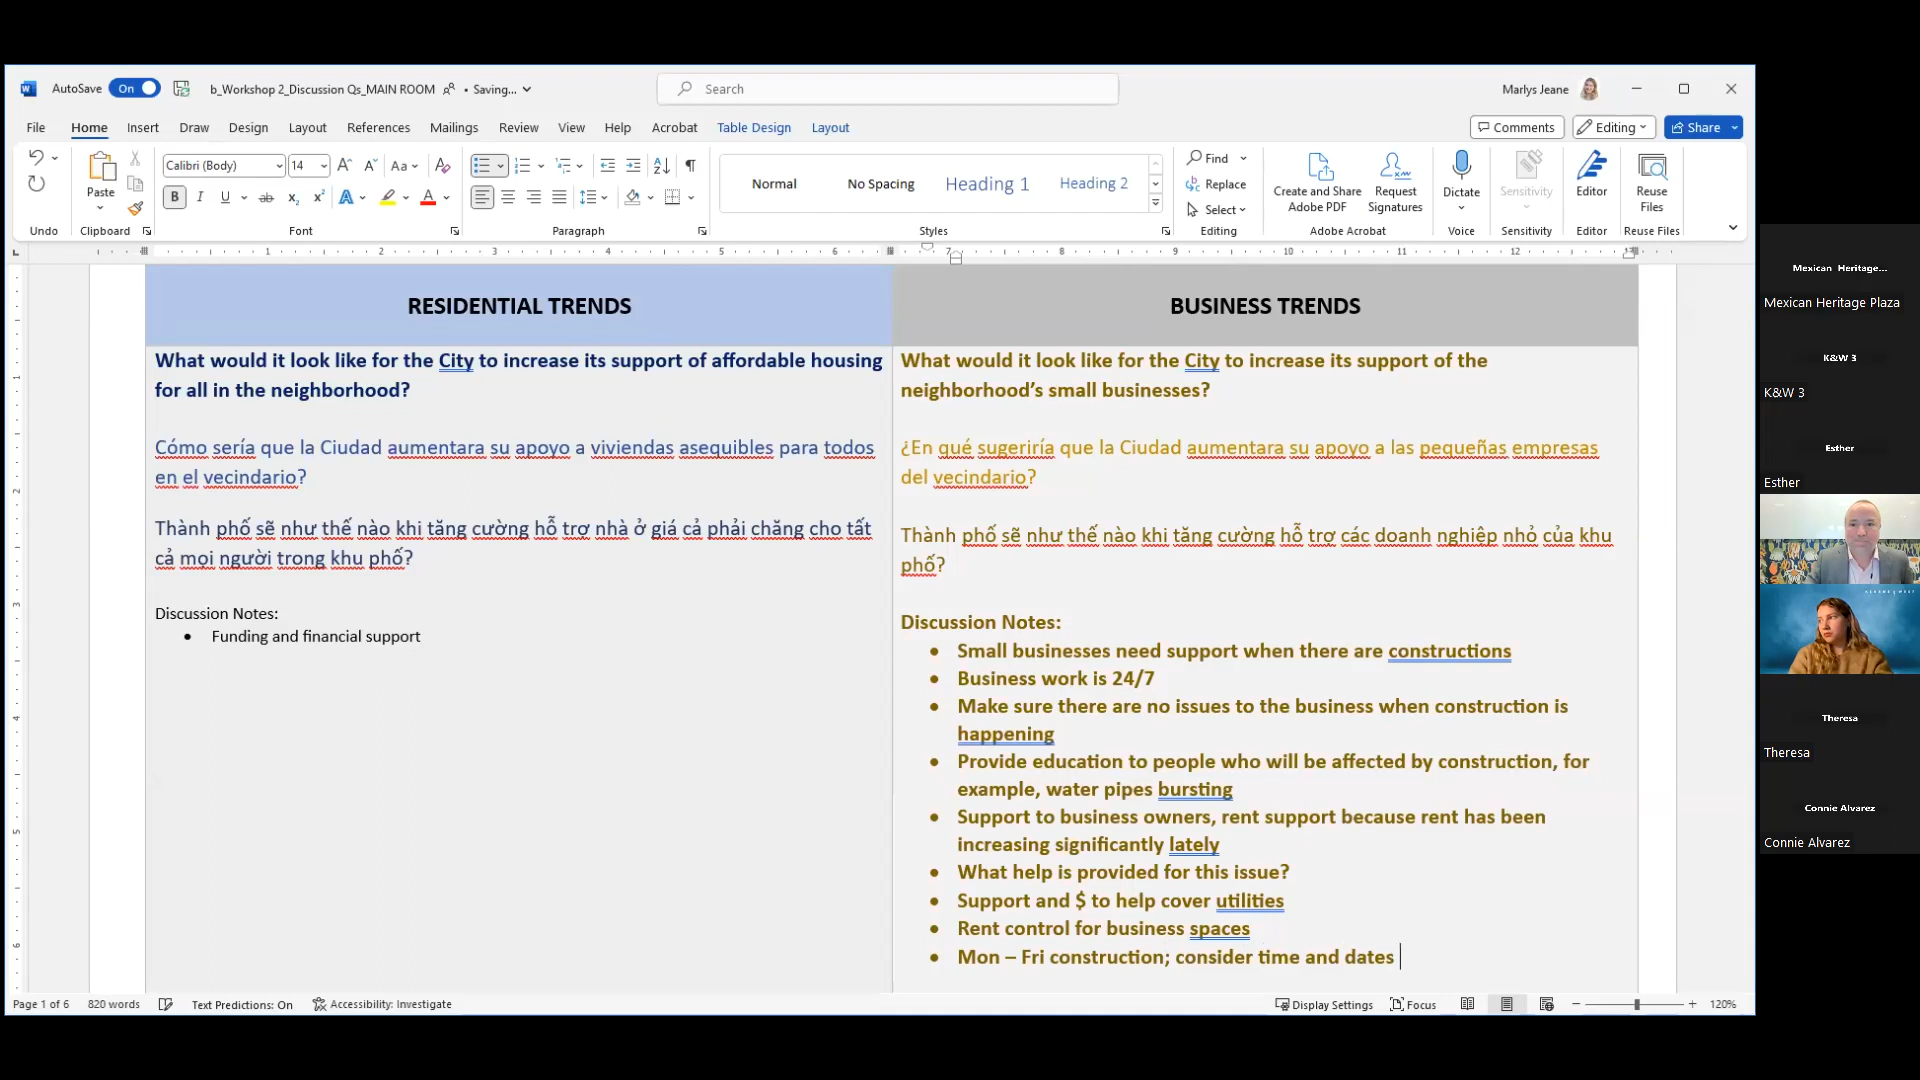 AutoSave On b_Workshop 2_Discussion Qs_MAIN ROOM • Saving... Search Marlys Jeane
File Home Insert Draw Design Layout References Mailings Review View Help Acrobat Table Design Layout Comments Editing Share
Undo
Paste
Clipboard
Calibri (Body) 14
Font
Paragraph
Normal No Spacing Heading 1 Heading 2
Styles
Find
Replace
Select
Editing
Create and Share
Adobe PDF
Request
Signatures
Adobe Acrobat
Dictate
Voice
Sensitivity
Sensitivity
Editor
Editor
Reuse
Files
Reuse Files
1 2 3 4 5 6 7 8 9 10 11 12
RESIDENTIAL TRENDS
What would it look like for the City to increase its support of affordable housing
for all in the neighborhood?
Cómo sería que la Ciudad aumentara su apoyo a viviendas asequibles para todos
en el vecindario?
Thành phố sẽ như thế nào khi tăng cường hỗ trợ nhà ở giá cả phải chăng cho tất
cả mọi người trong khu phố?
Discussion Notes:
• Funding and financial support
BUSINESS TRENDS
What would it look like for the City to increase its support of the
neighborhood’s small businesses?
¿En qué sugeriría que la Ciudad aumentara su apoyo a las pequeñas empresas
del vecindario?
Thành phố sẽ như thế nào khi tăng cường hỗ trợ các doanh nghiệp nhỏ của khu
phố?
Discussion Notes:
• Small businesses need support when there are constructions
• Business work is 24/7
• Make sure there are no issues to the business when construction is
happening
• Provide education to people who will be affected by construction, for
example, water pipes bursting
• Support to business owners, rent support because rent has been
increasing significantly lately
• What help is provided for this issue?
• Support and $ to help cover utilities
• Rent control for business spaces
• Mon – Fri construction; consider time and dates
Page 1 of 6 820 words Text Predictions: On Accessibility: Investigate Display Settings Focus 120%
Mexican Heritage...
Mexican Heritage Plaza
K&W 3
K&W 3
Esther
Esther
Theresa
Theresa
Connie Alvarez
Connie Alvarez